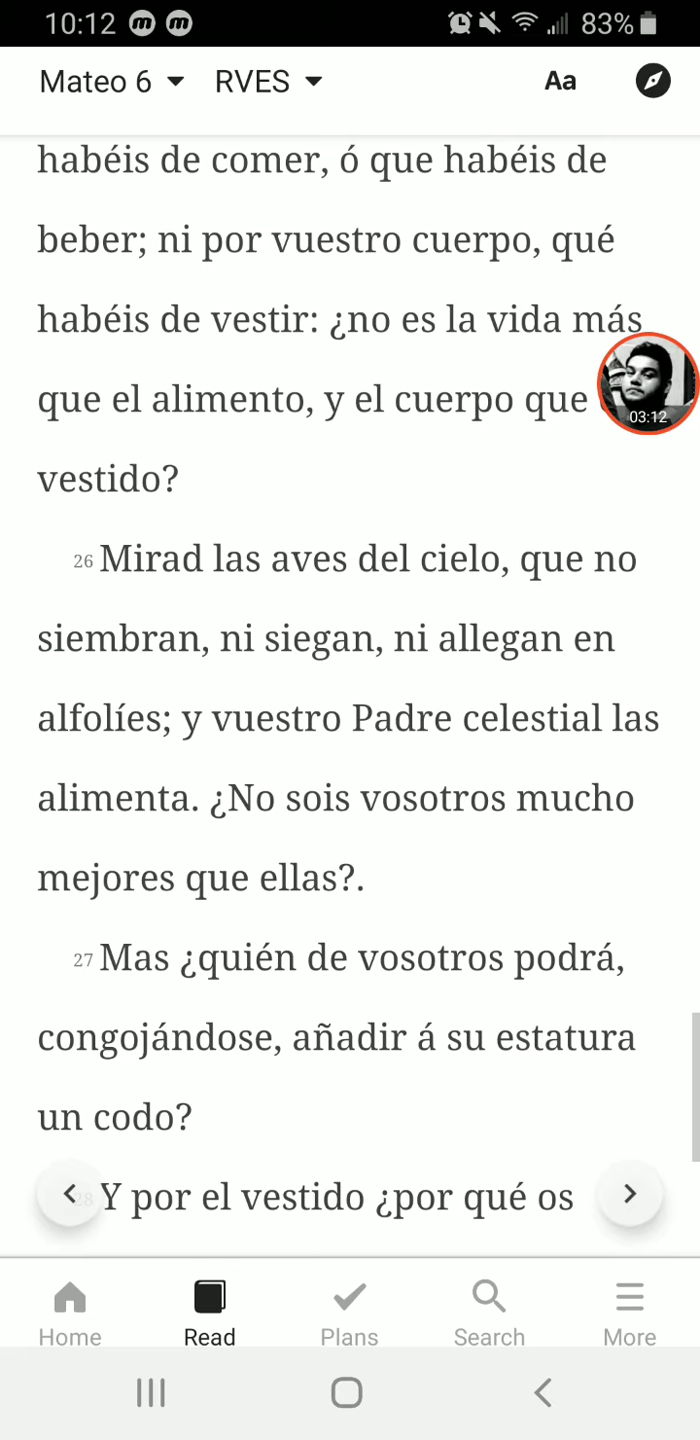 10:12 83%
Mateo 6 RVES Aa
habéis de comer, ó que habéis de
beber; ni por vuestro cuerpo, qué
habéis de vestir: ¿no es la vida más
que el alimento, y el cuerpo que
03:12
vestido?
26 Mirad las aves del cielo, que no
siembran, ni siegan, ni allegan en
alfolíes; y vuestro Padre celestial las
alimenta. ¿No sois vosotros mucho
mejores que ellas?.
27 Mas ¿quién de vosotros podrá,
congojándose, añadir á su estatura
un codo?
28 Y por el vestido ¿por qué os
Home Read Plans Search More